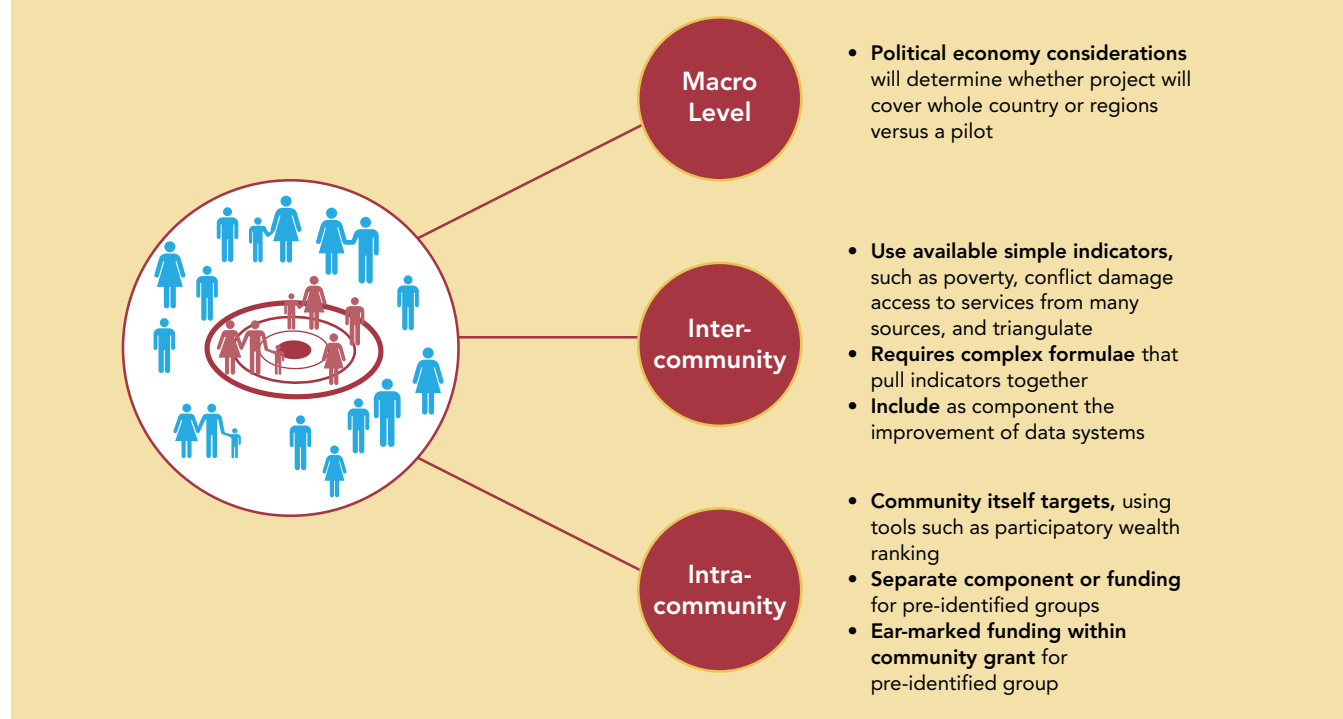 Macro
Level
• Political economy considerations
will determine whether project will
cover whole country or regions
versus a pilot
Inter-
community
• Use available simple indicators,
such as poverty, conflict damage
access to services from many
sources, and triangulate
• Requires complex formulae that
pull indicators together
• Include as component the
improvement of data systems
Intra-
community
• Community itself targets, using
tools such as participatory wealth
ranking
• Separate component or funding
for pre-identified groups
• Ear-marked funding within
community grant for
pre-identified group